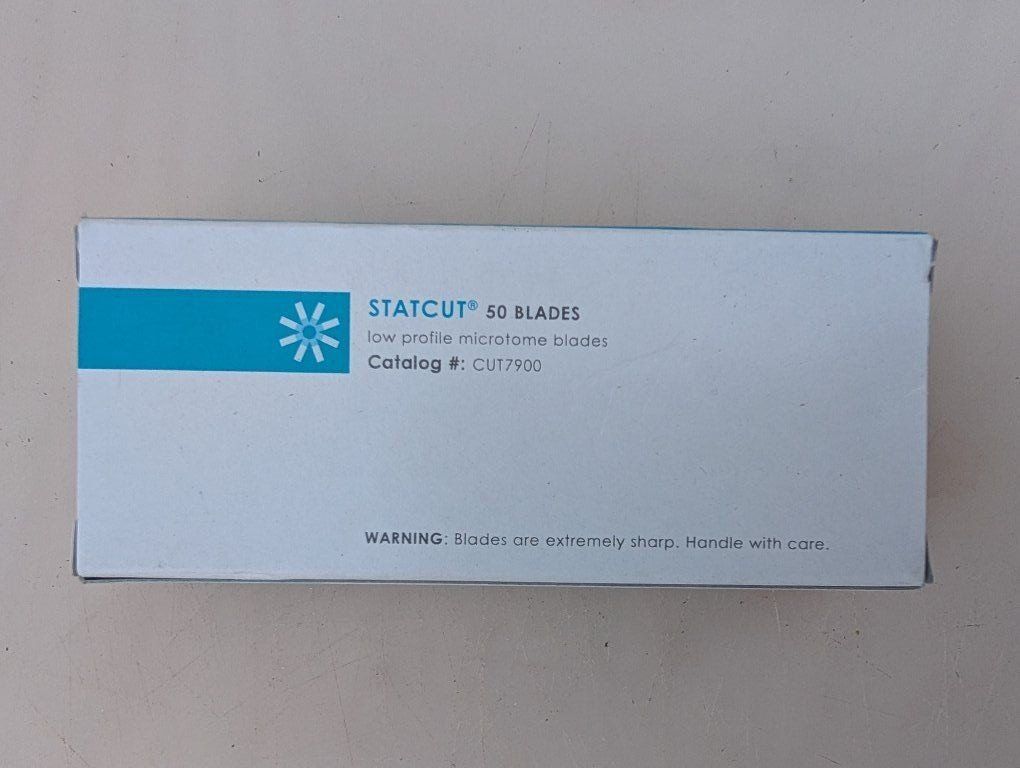 STATCUT® 50 BLADES
low profile microtome blades
Catalog #: CUT7900
WARNING: Blades are extremely sharp. Handle with care.